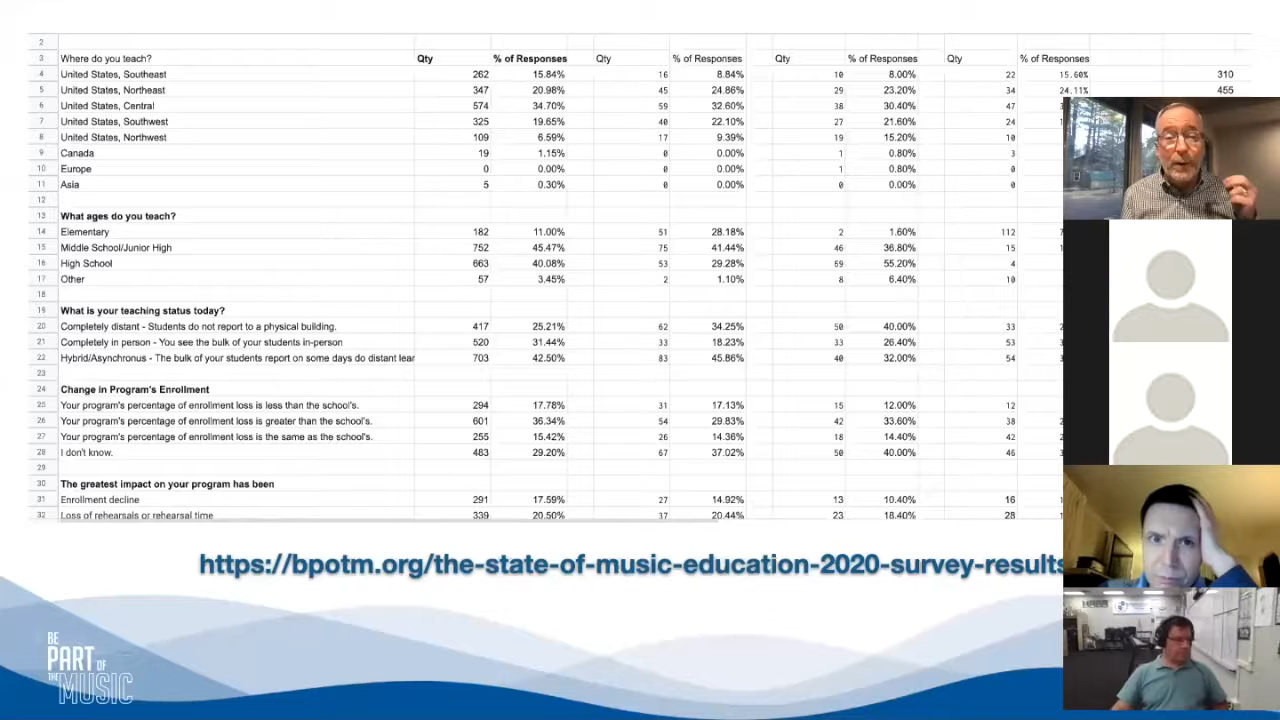 2
3 Where do you teach? Qty % of Responses Qty % of Responses Qty % of Responses Qty % of Responses
4 United States, Southeast 262 15.84% 16 8.84% 10 8.00% 22 15.60% 310
5 United States, Northeast 347 20.98% 45 24.86% 29 23.20% 34 24.11% 455
6 United States, Central 574 34.70% 59 32.60% 38 30.40% 47
7 United States, Southwest 325 19.65% 40 22.10% 27 21.60% 24
8 United States, Northwest 109 6.59% 17 9.39% 19 15.20% 10
9 Canada 19 1.15% 0 0.00% 1 0.80% 3
10 Europe 0 0.00% 0 0.00% 1 0.80% 0
11 Asia 5 0.30% 0 0.00% 0 0.00% 0
12
13 What ages do you teach?
14 Elementary 182 11.00% 51 28.18% 2 1.60% 112
15 Middle School/Junior High 752 45.47% 75 41.44% 46 36.80% 15
16 High School 663 40.08% 53 29.28% 69 55.20% 4
17 Other 57 3.45% 2 1.10% 8 6.40% 10
18
19 What is your teaching status today?
20 Completely distant - Students do not report to a physical building. 417 25.21% 62 34.25% 50 40.00% 33
21 Completely in person - You see the bulk of your students in-person 520 31.44% 33 18.23% 33 26.40% 53
22 Hybrid/Asynchronus - The bulk of your students report on some days do distant lear 703 42.50% 83 45.86% 40 32.00% 54
23
24 Change in Program's Enrollment
25 Your program's percentage of enrollment loss is less than the school's. 294 17.78% 31 17.13% 15 12.00% 12
26 Your program's percentage of enrollment loss is greater than the school's. 601 36.34% 54 29.83% 42 33.60% 38
27 Your program's percentage of enrollment loss is the same as the school's. 255 15.42% 26 14.36% 18 14.40% 42
28 I don't know. 483 29.20% 67 37.02% 50 40.00% 46
29
30 The greatest impact on your program has been
31 Enrollment decline 291 17.59% 27 14.92% 13 10.40% 16
32 Loss of rehearsals or rehearsal time 339 20.50% 37 20.44% 23 18.40% 28
https://bpotm.org/the-state-of-music-education-2020-survey-results
BE
PART OF
THE MUSIC